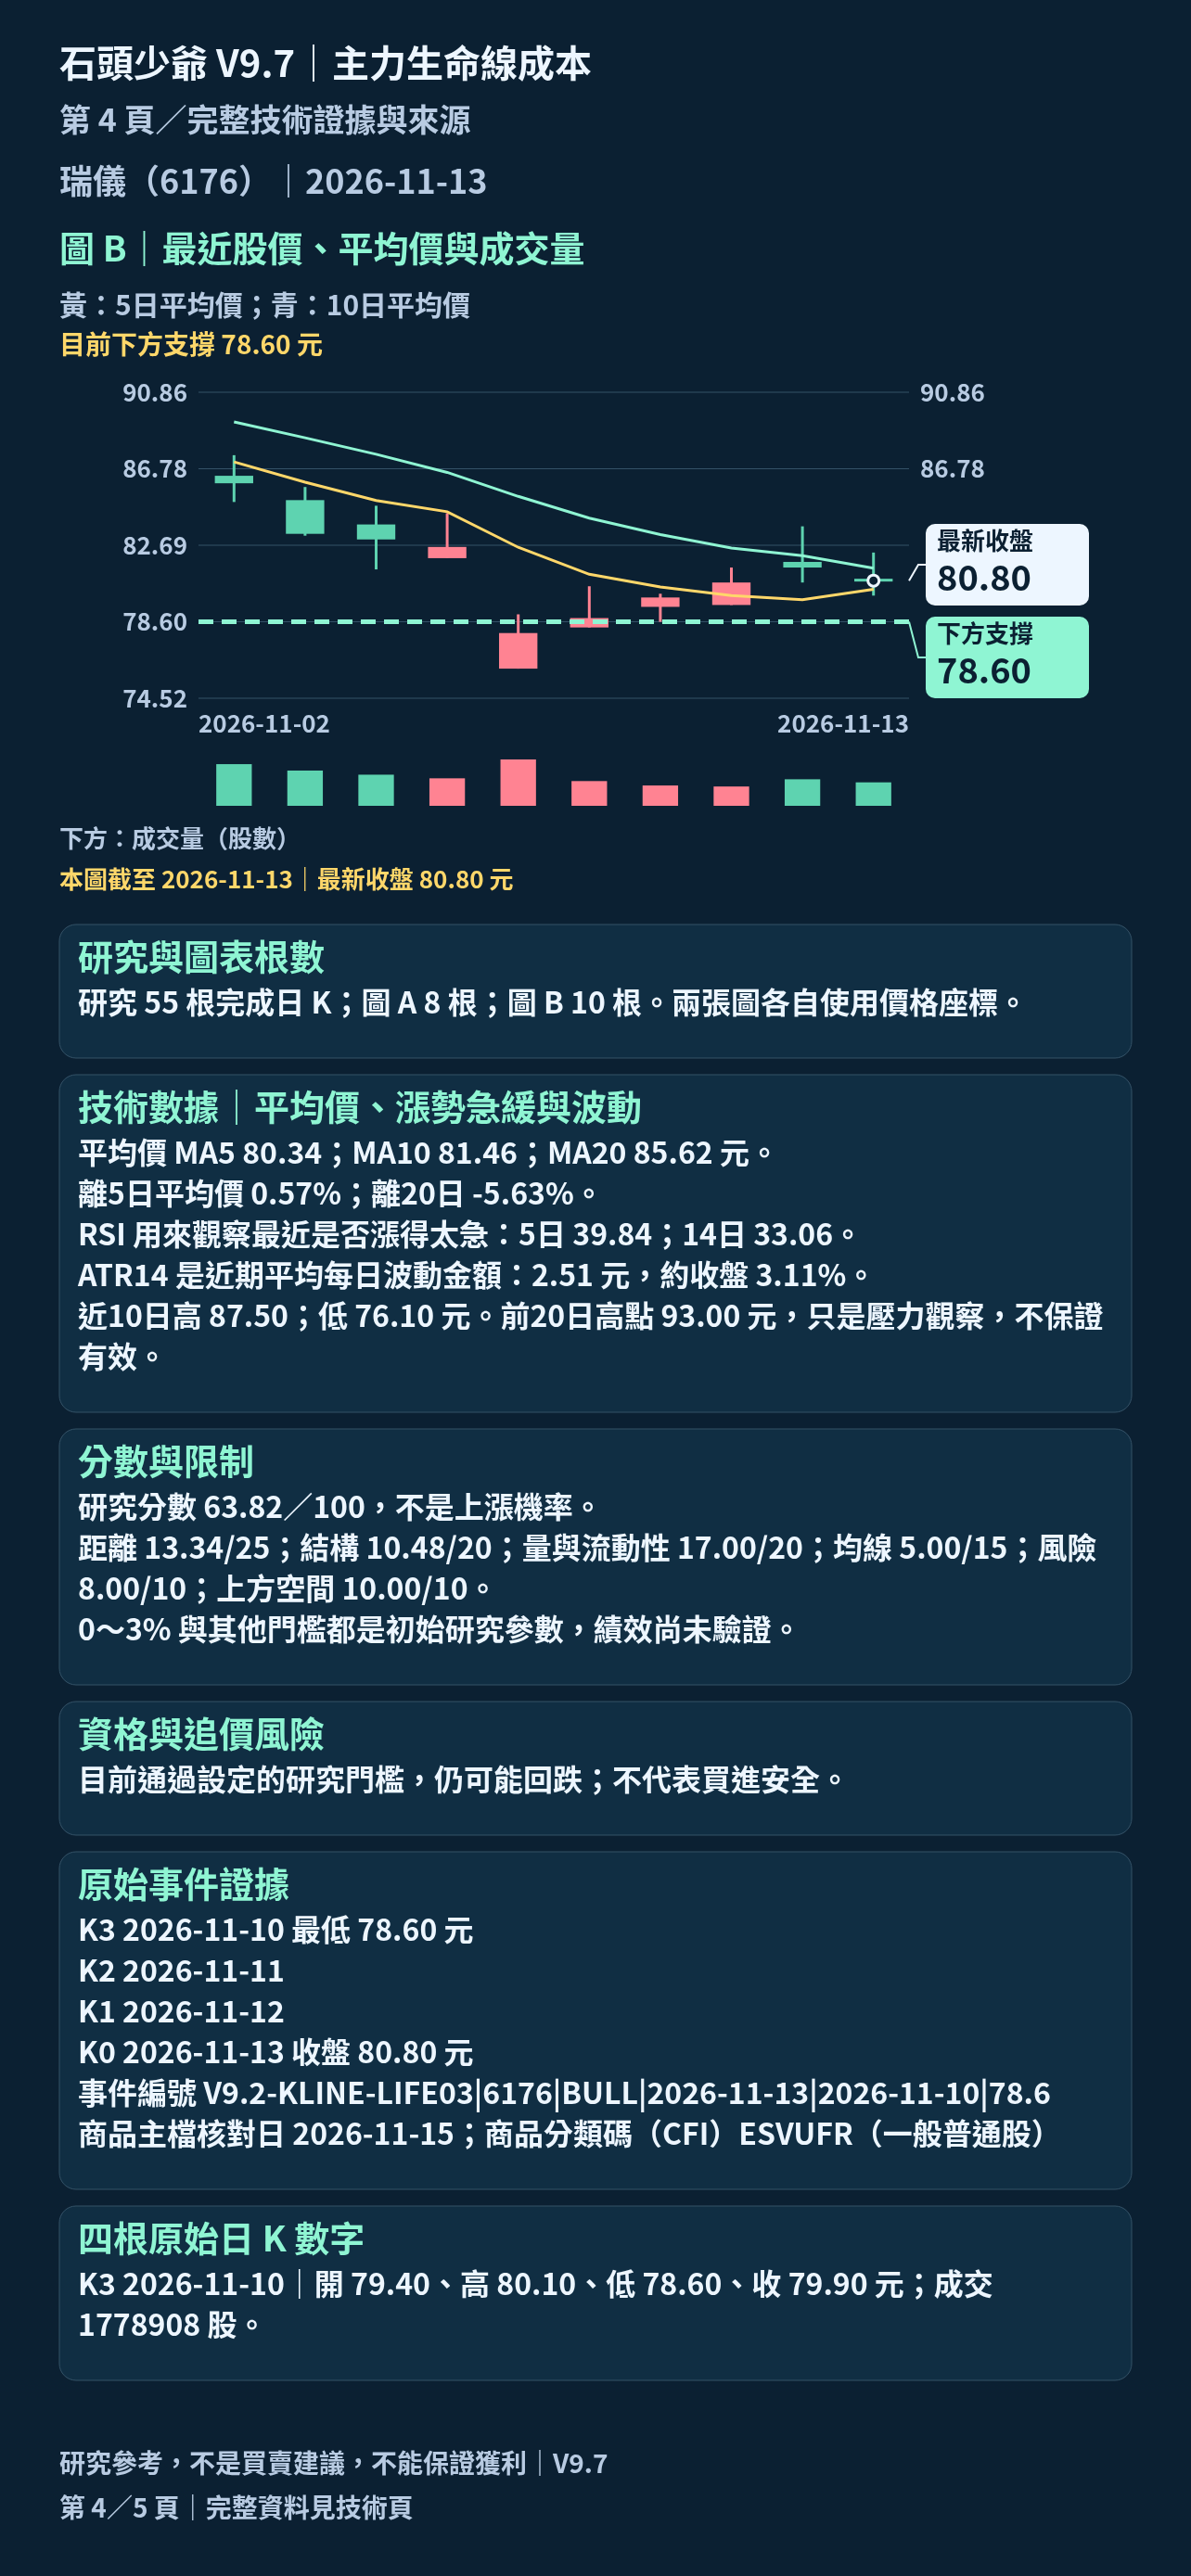 石頭少爺 V9.7｜主力生命線成本
第 4 頁／完整技術證據與來源
瑞儀（6176）｜2026-11-13
圖 B｜最近股價、平均價與成交量
黃：5日平均價；青：10日平均價
目前下方支撐 78.60 元
90.86
90.86
86.78
86.78
82.69
最新收盤
80.80
78.60
下方支撐
78.60
74.52
2026-11-02
2026-11-13
下方：成交量（股數）
本圖截至 2026-11-13｜最新收盤 80.80 元
研究與圖表根數
研究 55 根完成日 K；圖 A 8 根；圖 B 10 根。兩張圖各自使用價格座標。
技術數據｜平均價、漲勢急緩與波動
平均價 MA5 80.34；MA10 81.46；MA20 85.62 元。
離5日平均價 0.57%；離20日 -5.63%。
RSI 用來觀察最近是否漲得太急：5日 39.84；14日 33.06。
ATR14 是近期平均每日波動金額：2.51 元，約收盤 3.11%。
近10日高 87.50；低 76.10 元。前20日高點 93.00 元，只是壓力觀察，不保證
有效。
分數與限制
研究分數 63.82／100，不是上漲機率。
距離 13.34/25；結構 10.48/20；量與流動性 17.00/20；均線 5.00/15；風險
8.00/10；上方空間 10.00/10。
0～3% 與其他門檻都是初始研究參數，績效尚未驗證。
資格與追價風險
目前通過設定的研究門檻，仍可能回跌；不代表買進安全。
原始事件證據
K3 2026-11-10 最低 78.60 元
K2 2026-11-11
K1 2026-11-12
K0 2026-11-13 收盤 80.80 元
事件編號 V9.2-KLINE-LIFE03|6176|BULL|2026-11-13|2026-11-10|78.6
商品主檔核對日 2026-11-15；商品分類碼（CFI）ESVUFR（一般普通股）
四根原始日 K 數字
K3 2026-11-10｜開 79.40、高 80.10、低 78.60、收 79.90 元；成交
1778908 股。
研究參考，不是買賣建議，不能保證獲利｜V9.7
第 4／5 頁｜完整資料見技術頁